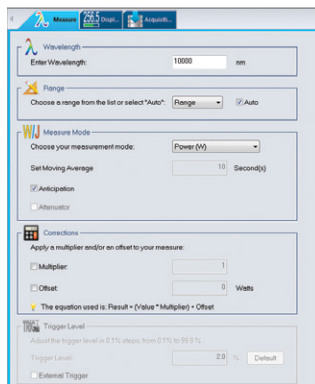 Measure 256.5 Displ... Acquisiti...
Wavelength
Enter Wavelength: 10000 nm
Range
Choose a range from the list or select "Auto": Range Auto
W/J Measure Mode
Choose your measurement mode: Power (W)
Set Moving Average 10 Second(s)
Anticipation
Attenuator
Corrections
Apply a multiplier and/or an offset to your measure:
Multiplier: 1
Offset: 0 Watts
The equation used is: Result = (Value * Multiplier) + Offset
Trigger Level
Adjust the trigger level in 0.1% steps, from 0.1% to 99.9 %
Trigger Level: 2.0 % Default
External Trigger